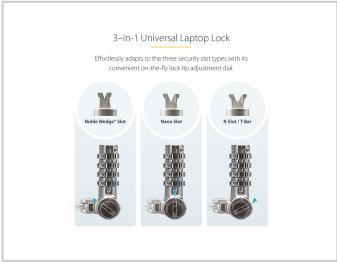 3–in-1 Universal Laptop Lock
Effortlessly adapts to the three security slot types with its
convenient on-the-fly lock tip adjustment dial.
Noble Wedge® Slot
Nano Slot
K-Slot / T-Bar